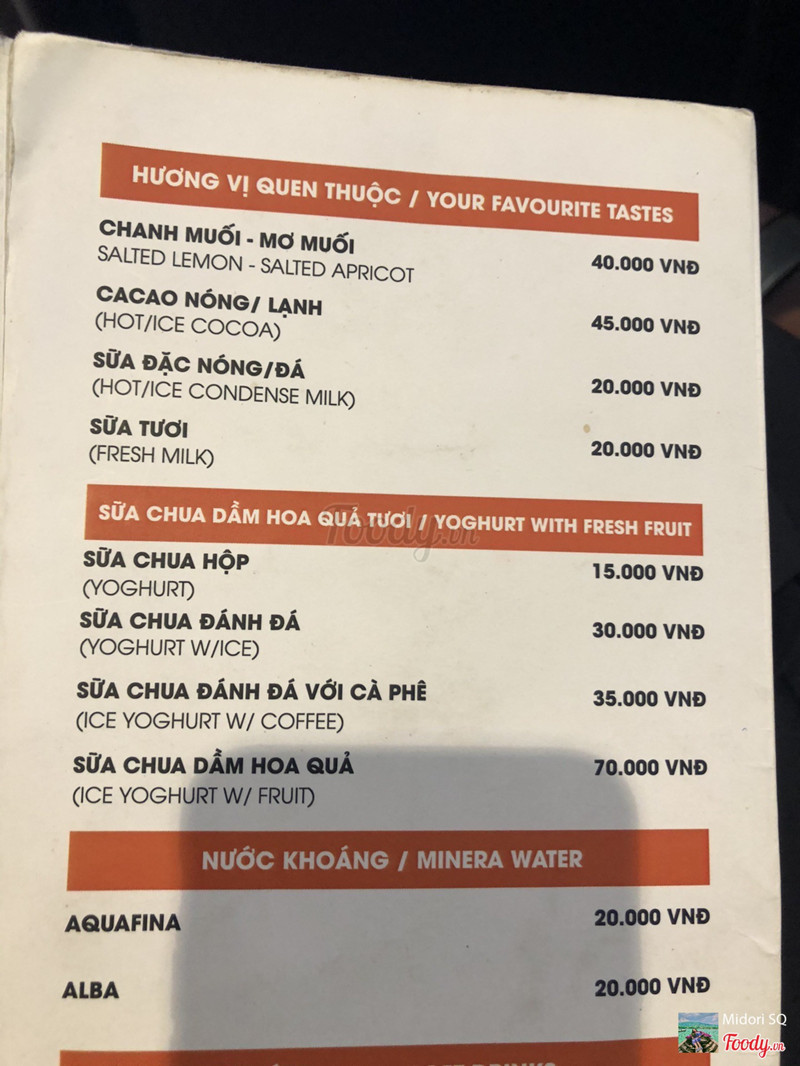 HƯƠNG VỊ QUEN THUỘC / YOUR FAVOURITE TASTES
CHANH MUỐI - MƠ MUỐI
SALTED LEMON - SALTED APRICOT
40.000 VNĐ
CACAO NÓNG/ LẠNH
(HOT/ICE COCOA)
45.000 VNĐ
SỮA ĐẶC NÓNG/ĐÁ
(HOT/ICE CONDENSE MILK)
20.000 VNĐ
SỮA TƯƠI
(FRESH MILK)
20.000 VNĐ
SỮA CHUA DẦM HOA QUẢ TƯƠI / YOGHURT WITH FRESH FRUIT
Foody.vn
SỮA CHUA HỘP
(YOGHURT)
15.000 VNĐ
SỮA CHUA ĐÁNH ĐÁ
(YOGHURT W/ICE)
30.000 VNĐ
SỮA CHUA ĐÁNH ĐÁ VỚI CÀ PHÊ
(ICE YOGHURT W/ COFFEE)
35.000 VNĐ
SỮA CHUA DẦM HOA QUẢ
(ICE YOGHURT W/ FRUIT)
70.000 VNĐ
NƯỚC KHOÁNG / MINERA WATER
AQUAFINA
20.000 VNĐ
ALBA
20.000 VNĐ
Midori SQ
Foody.vn